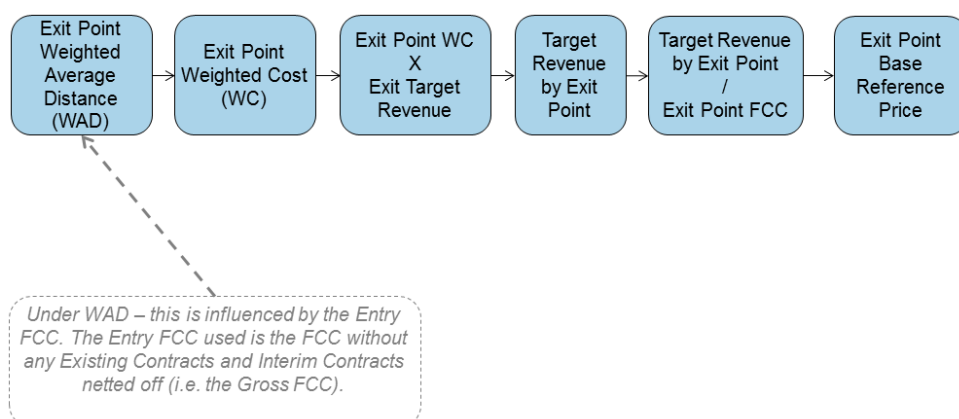 Exit Point
Weighted
Average
Distance
(WAD)
Exit Point
Weighted Cost
(WC)
Exit Point WC
X
Exit Target
Revenue
Target
Revenue
by Exit
Point
Target Revenue
by Exit Point
/
Exit Point FCC
Exit Point
Base
Reference
Price
Under WAD – this is influenced by the Entry
FCC. The Entry FCC used is the FCC without
any Existing Contracts and Interim Contracts
netted off (i.e. the Gross FCC).